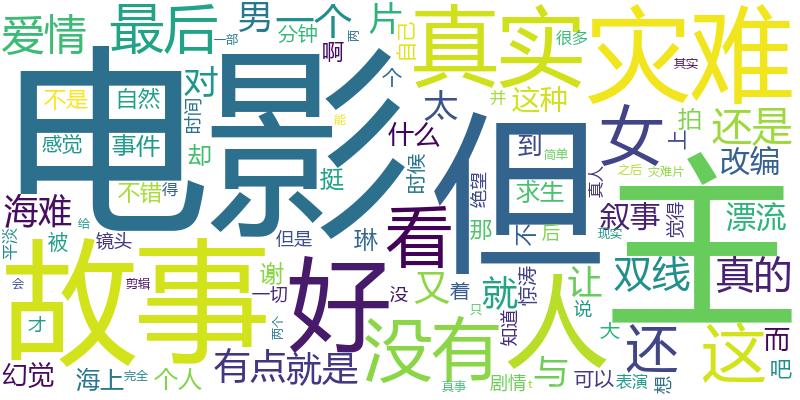 爱情
最后
男一个
分钟
一部
两
片
啊
自己
真实
很多
其实
灾难
电影
但
不是
自然
对
时间
个
太
并
这种
能
女
上
拍
还是
感觉
事件
却
什么
到
简单
真人
之后
灾难片
改编
不错
得
挺
时候
绝望
求生
主
海难
看
那
不
后
叙事
觉得
漂流
平淡
被
给
镜头
但是
琳
现实
故事
谢
好
没有
又
着
就
惊涛
人
让
双线
真的
会
剪辑
一切
没
只
知道
说
才
两个
大
还
这
而
幻觉
海上
完全
个人
有点就是
真事
剧情
t
与
可以
表演
想
吧